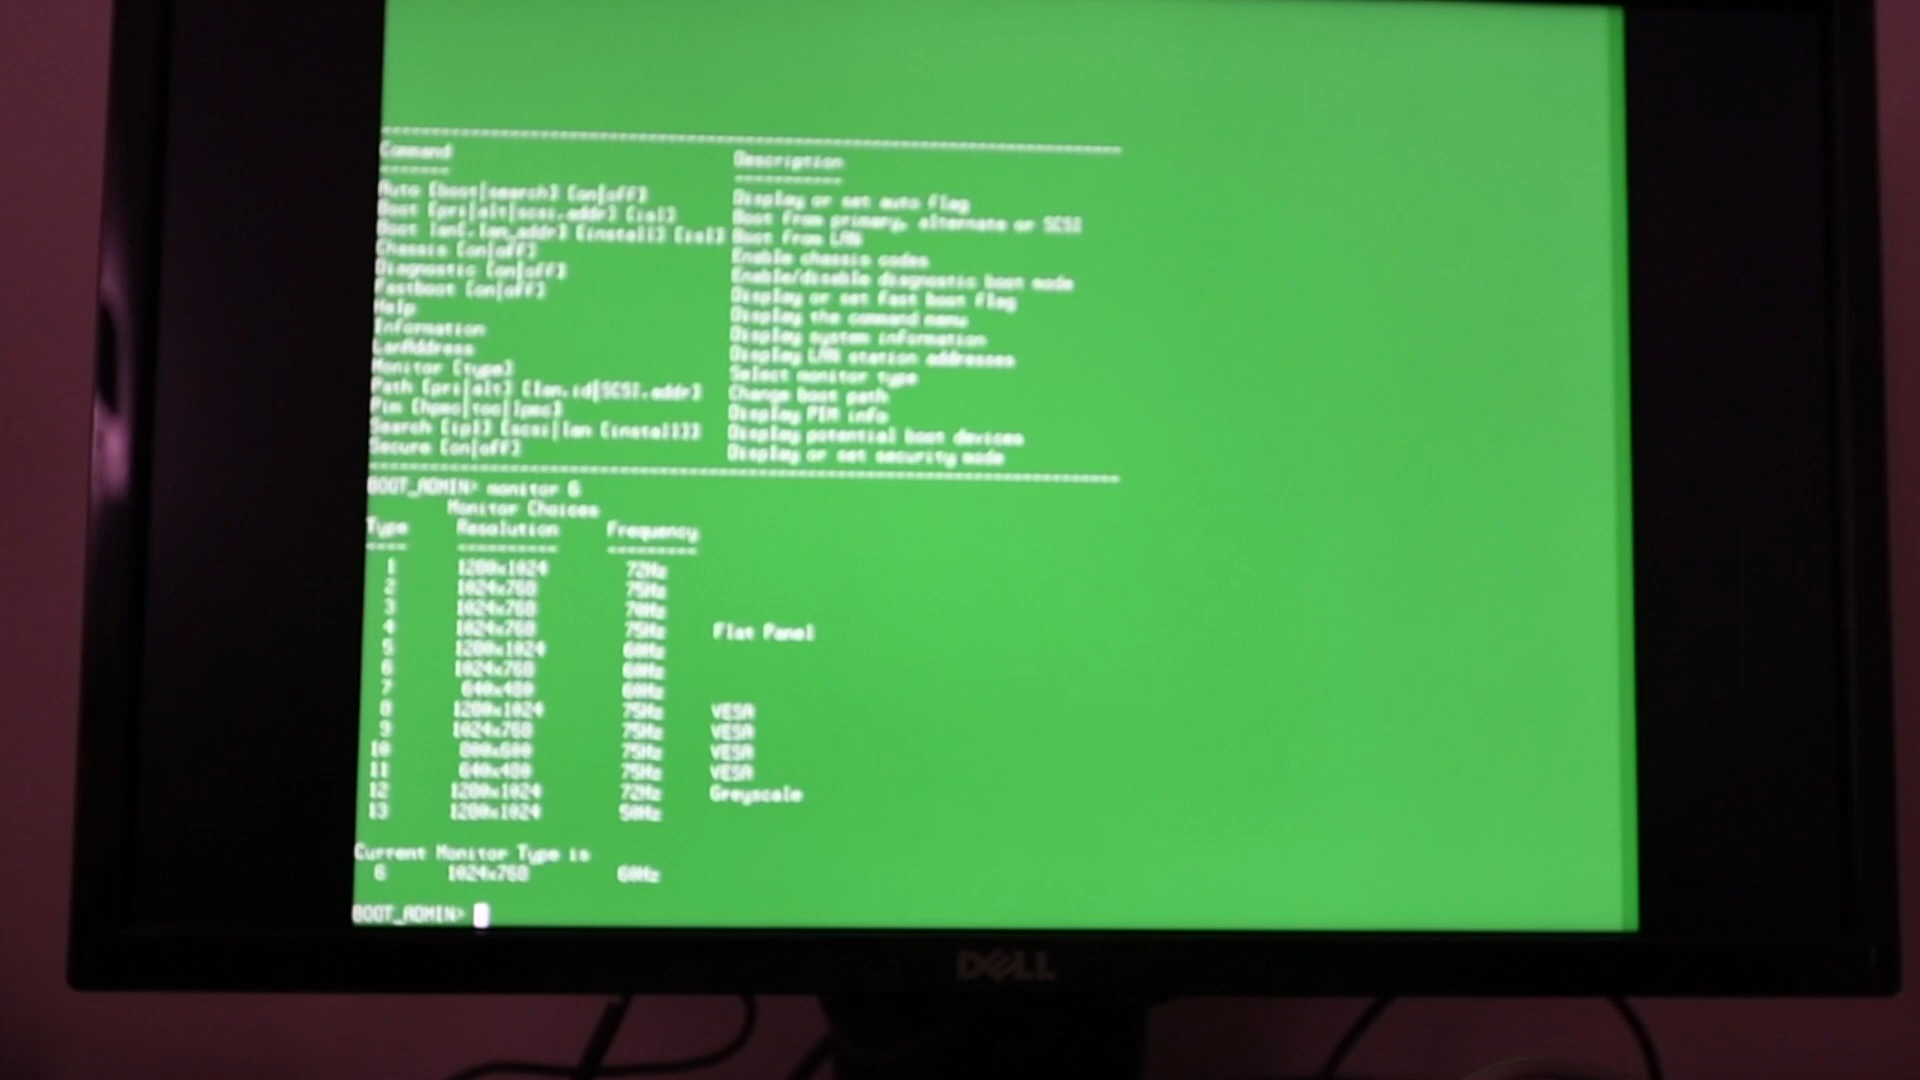 Command Description
Auto [boot|search] [on|off] Display or set auto flag
Boot [pri|alt|scsi.addr] [isl] Boot from primary, alternate or SCSI
Boot lan[.lan_addr] [install] [isl] Boot from LAN
Chassis [on|off] Enable chassis codes
Diagnostic [on|off] Enable/disable diagnostic boot mode
Fastboot [on|off] Display or set fast boot flag
Help Display the command menu
Information Display system information
LanAddress Display LAN station addresses
Monitor [type] Select monitor type
Path [pri|alt] [lan.id|SCSI.addr] Change boot path
Pim [hpmc|toc|lpmc] Display PIM info
Search [ipl] [scsi|lan [install]] Display potential boot devices
Secure [on|off] Display or set security mode
BOOT_ADMIN> monitor 6
Monitor Choices
Type Resolution Frequency
1 1280x1024 72Hz
2 1024x768 75Hz
3 1024x768 70Hz
4 1024x768 75Hz Flat Panel
5 1280x1024 60Hz
6 1024x768 60Hz
7 640x480 60Hz
8 1280x1024 75Hz VESA
9 1024x768 75Hz VESA
10 800x600 75Hz VESA
11 640x480 75Hz VESA
12 1280x1024 72Hz Greyscale
13 1280x1024 50Hz
Current Monitor Type is
6 1024x768 60Hz
BOOT_ADMIN>
DELL